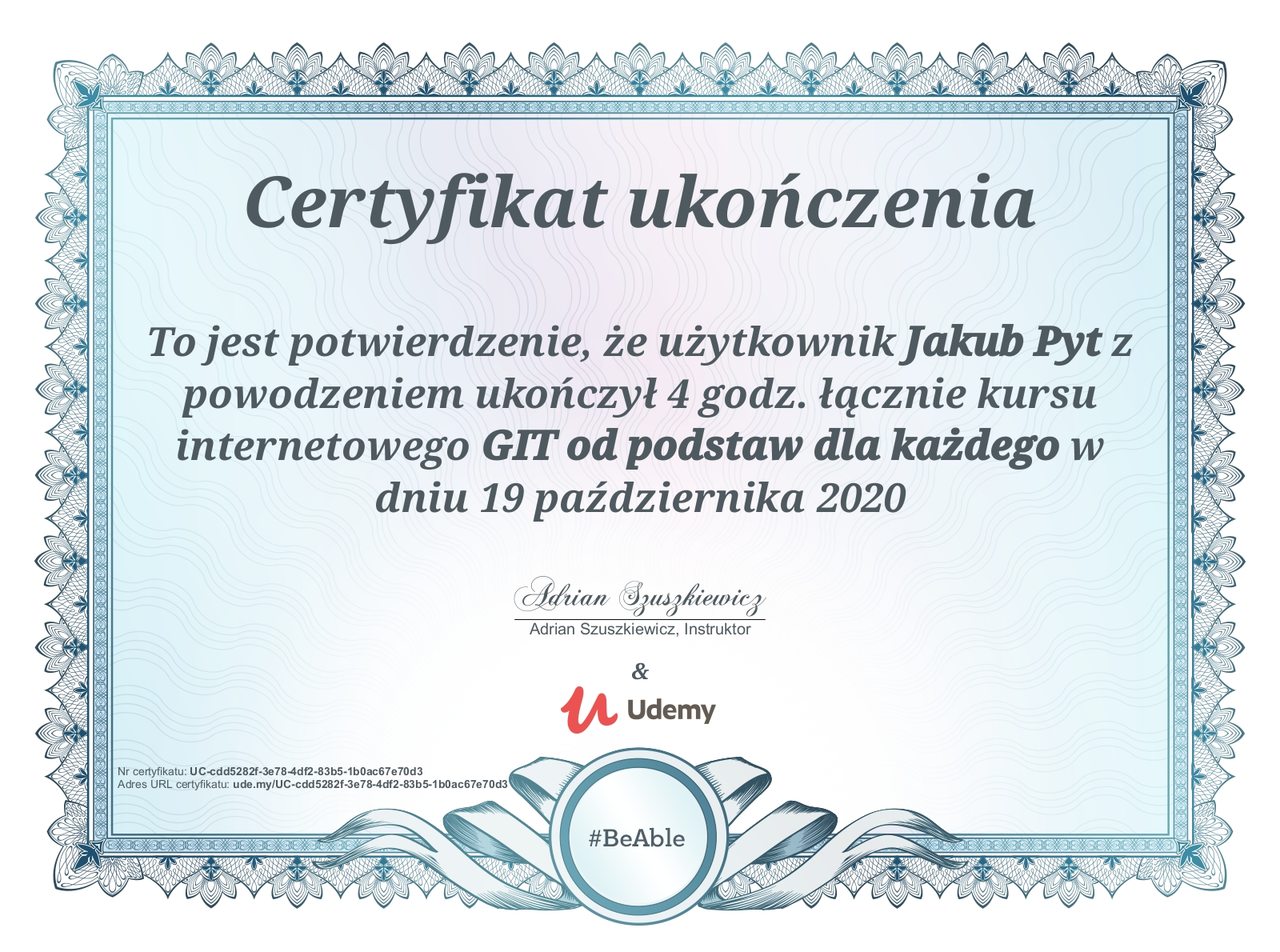 Certyfikat ukończenia
To jest potwierdzenie, że użytkownik Jakub Pyt z
powodzeniem ukończył 4 godz. łącznie kursu
internetowego GIT od podstaw dla każdego w
dniu 19 października 2020
Adrian Szuszkiewicz
Adrian Szuszkiewicz, Instruktor
&
Udemy
Nr certyfikatu: UC-cdd5282f-3e78-4df2-83b5-1b0ac67e70d3
Adres URL certyfikatu: ude.my/UC-cdd5282f-3e78-4df2-83b5-1b0ac67e70d3
#BeAble